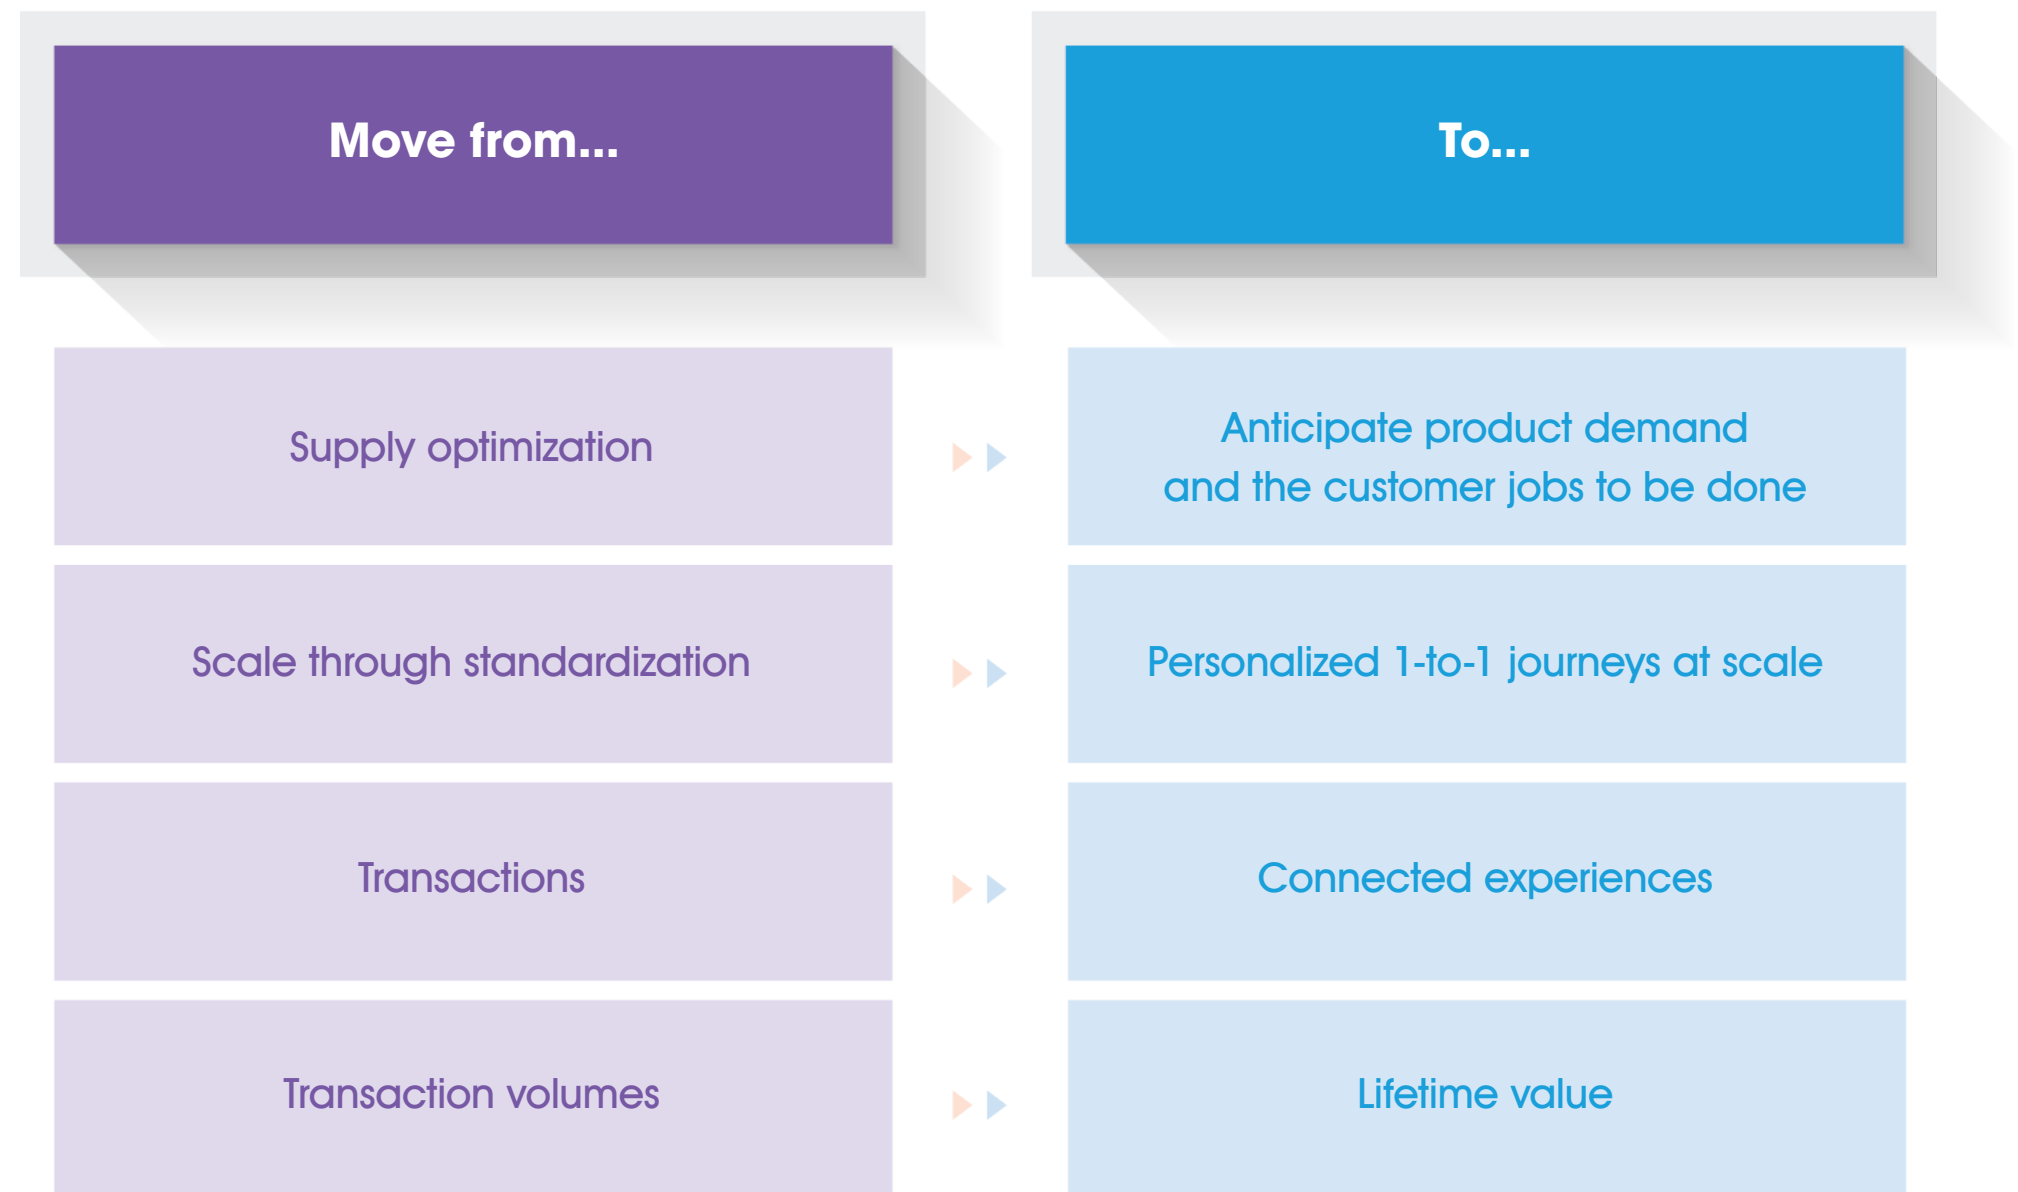 Move from...
To...
Supply optimization
Anticipate product demand
and the customer jobs to be done
Scale through standardization
Personalized 1-to-1 journeys at scale
Transactions
Connected experiences
Transaction volumes
Lifetime value